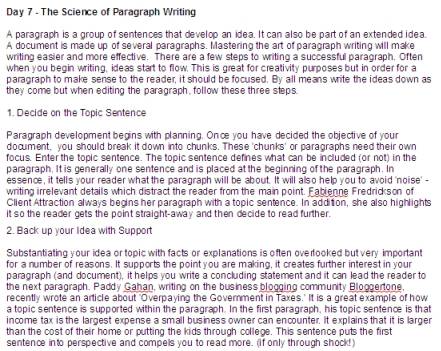 Day 7 - The Science of Paragraph Writing
A paragraph is a group of sentences that develop an idea. It can also be part of an extended idea.
A document is made up of several paragraphs. Mastering the art of paragraph writing will make
writing easier and more effective.  There are a few steps to writing a successful paragraph. Often
when you begin writing, ideas start to flow. This is great for creativity purposes but in order for a
paragraph to make sense to the reader, it should be focused. By all means write the ideas down as
they come but when editing the paragraph, follow these three steps.
1. Decide on the Topic Sentence
Paragraph development begins with planning. Once you have decided the objective of your
document,  you should break it down into chunks. These 'chunks' or paragraphs need their own
focus. Enter the topic sentence. The topic sentence defines what can be included (or not) in the
paragraph. It is generally one sentence and is placed at the beginning of the paragraph. In
essence, it tells your reader what the paragraph will be about. It will also help you to avoid 'noise' -
writing irrelevant details which distract the reader from the main point. Fabienne Fredrickson of
Client Attraction always begins her paragraph with a topic sentence. In addition, she also highlights
it so the reader gets the point straight-away and then decide to read further.
2. Back up your Idea with Support
Substantiating your idea or topic with facts or explanations is often overlooked but very important
for a number of reasons. It supports the point you are making, it creates further interest in your
paragraph (and document), it helps you write a concluding statement and it can lead the reader to
the next paragraph. Paddy Gahan, writing on the business blogging community Bloggertone,
recently wrote an article about 'Overpaying the Government in Taxes.' It is a great example of how
a topic sentence is supported within the paragraph. In the first paragraph, his topic sentence is that
income tax is the largest expense a small business owner can encounter. It explains that it is larger
than the cost of their home or putting the kids through college. This sentence puts the first
sentence into perspective and compels you to read more. (if only through shock!)